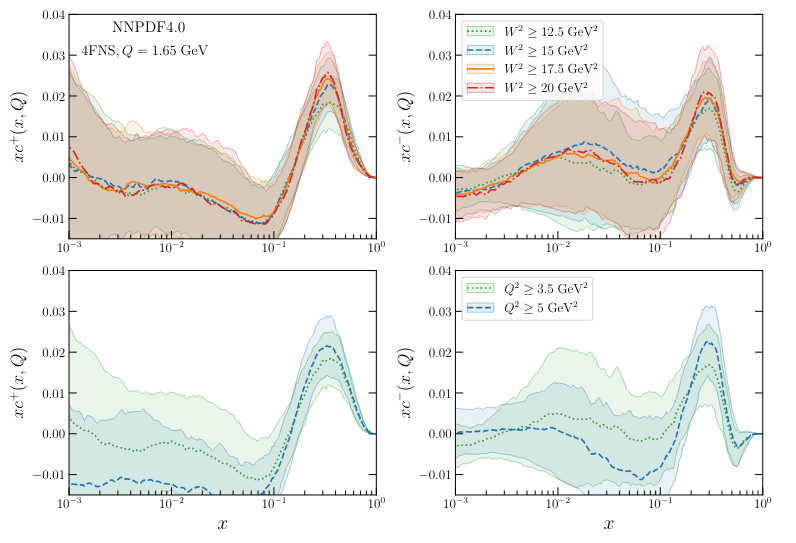 0.04
0.03
0.02
0.01
0.00
−0.01
xc⁺(x, Q)
NNPDF4.0
4FNS, Q = 1.65 GeV
10⁻³
10⁻²
10⁻¹
10⁰
0.04
0.03
0.02
0.01
0.00
−0.01
xc⁻(x, Q)
W² ≥ 12.5 GeV²
W² ≥ 15 GeV²
W² ≥ 17.5 GeV²
W² ≥ 20 GeV²
10⁻³
10⁻²
10⁻¹
10⁰
0.04
0.03
0.02
0.01
0.00
−0.01
xc⁺(x, Q)
10⁻³
10⁻²
10⁻¹
10⁰
x
0.04
0.03
0.02
0.01
0.00
−0.01
xc⁻(x, Q)
Q² ≥ 3.5 GeV²
Q² ≥ 5 GeV²
10⁻³
10⁻²
10⁻¹
10⁰
x